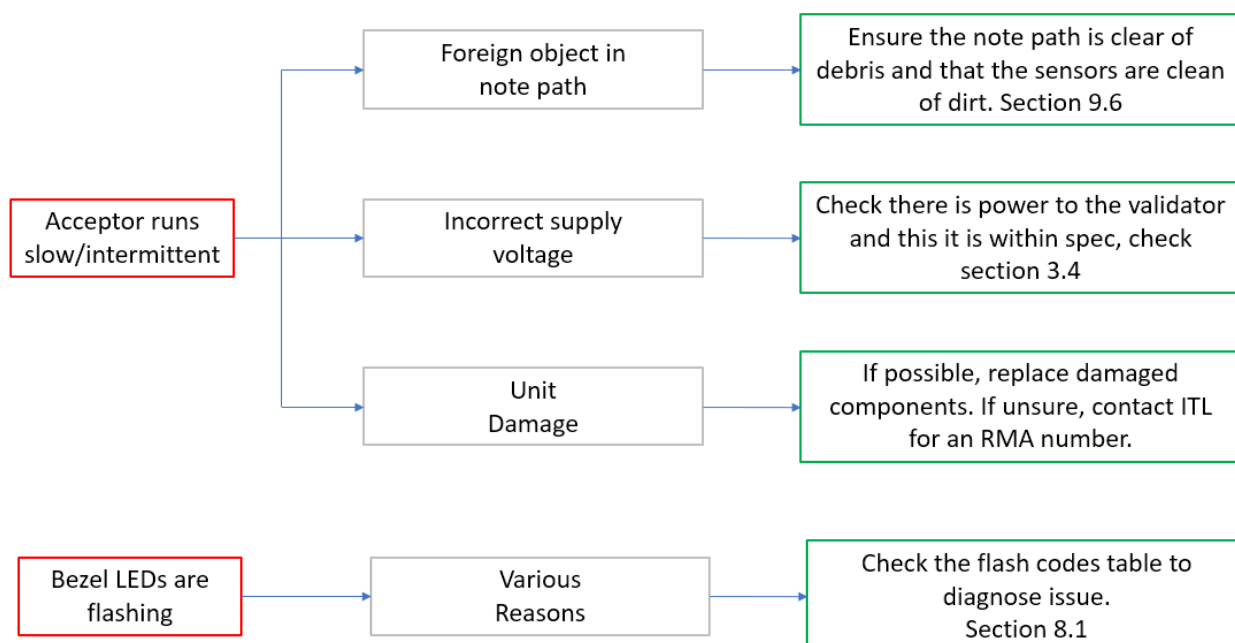 Foreign object in
note path
Ensure the note path is clear of
debris and that the sensors are clean
of dirt. Section 9.6
Acceptor runs
slow/intermittent
Incorrect supply
voltage
Check there is power to the validator
and this it is within spec, check
section 3.4
Unit
Damage
If possible, replace damaged
components. If unsure, contact ITL
for an RMA number.
Bezel LEDs are
flashing
Various
Reasons
Check the flash codes table to
diagnose issue.
Section 8.1